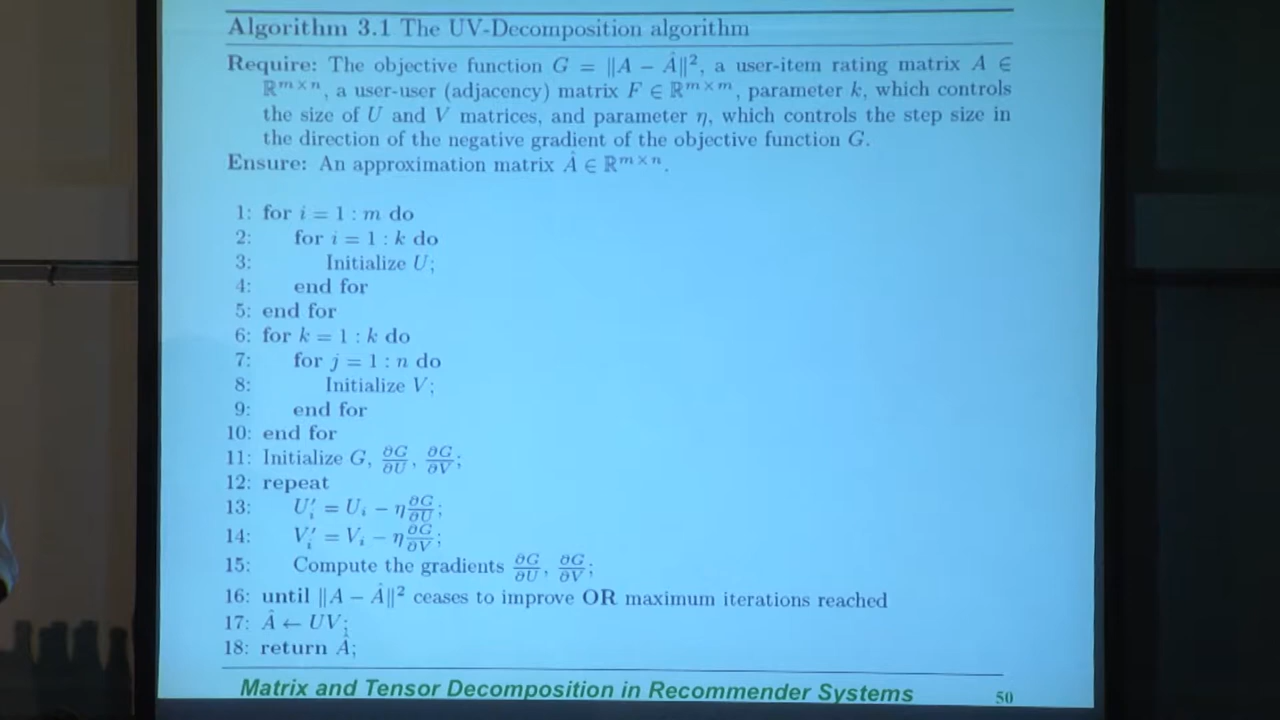 Algorithm 3.1 The UV-Decomposition algorithm
Require: The objective function G = ‖A − Â‖², a user-item rating matrix A ∈
ℝ^{m×n}, a user-user (adjacency) matrix F ∈ ℝ^{m×m}, parameter k, which controls
the size of U and V matrices, and parameter η, which controls the step size in
the direction of the negative gradient of the objective function G.
Ensure: An approximation matrix Â ∈ ℝ^{m×n}.
1: for i = 1 : m do
2: for i = 1 : k do
3: Initialize U;
4: end for
5: end for
6: for k = 1 : k do
7: for j = 1 : n do
8: Initialize V;
9: end for
10: end for
11: Initialize G, ∂G/∂U, ∂G/∂V;
12: repeat
13: U′ᵢ = Uᵢ − η ∂G/∂U;
14: V′ᵢ = Vᵢ − η ∂G/∂V;
15: Compute the gradients ∂G/∂U, ∂G/∂V;
16: until ‖A − Â‖² ceases to improve OR maximum iterations reached
17: Â ← UV;
18: return Â;
Matrix and Tensor Decomposition in Recommender Systems 50